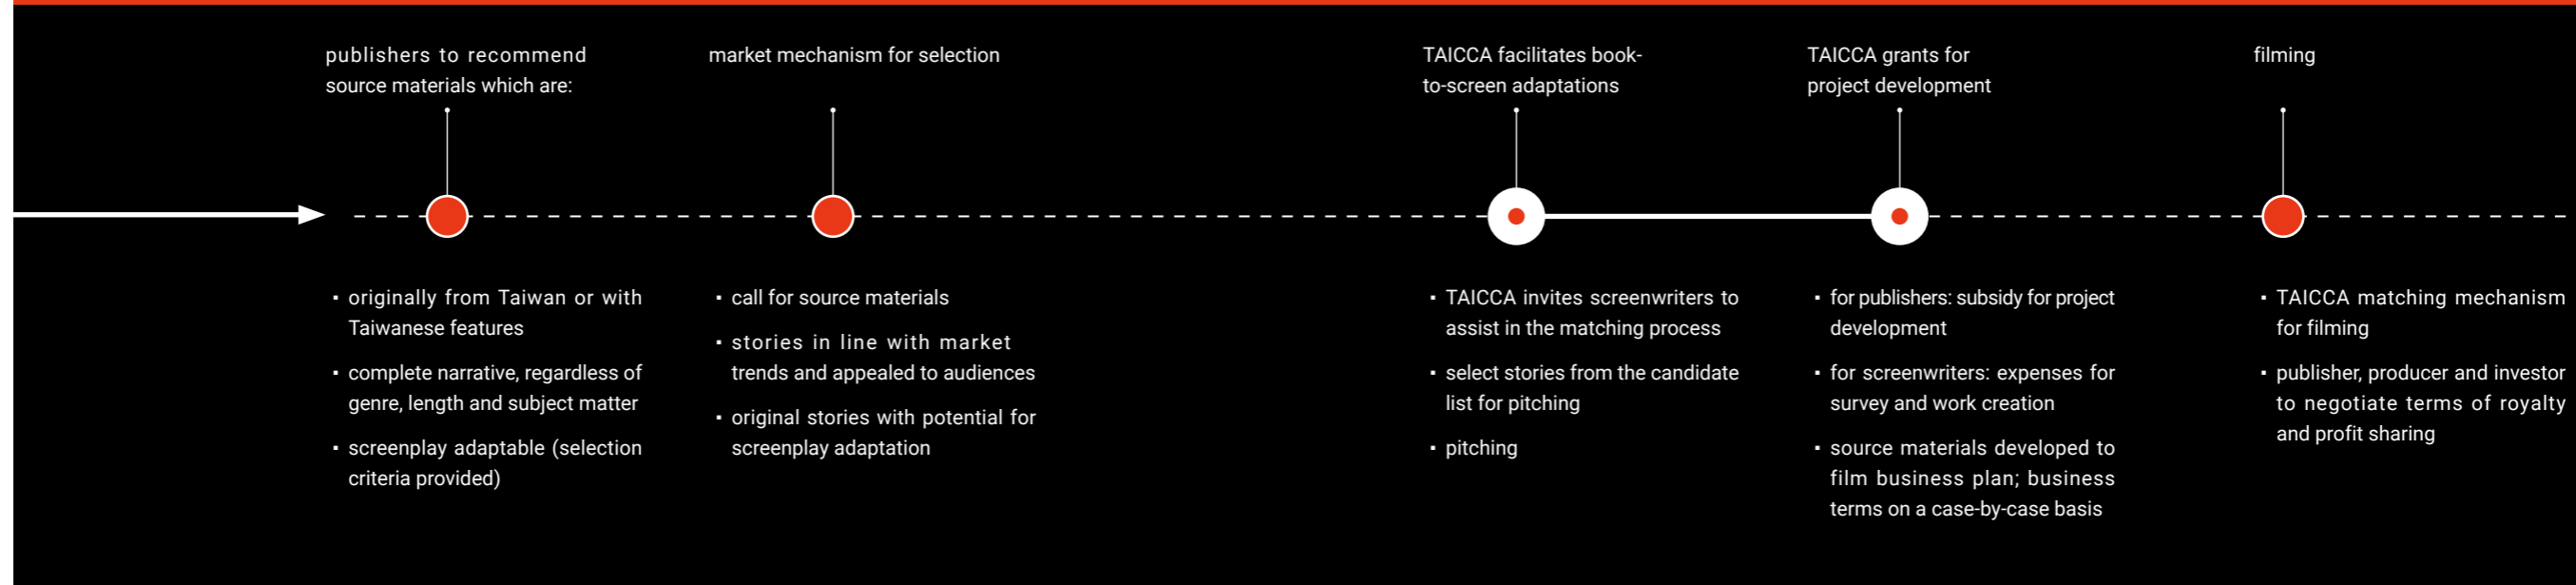 publishers to recommend
source materials which are:
▪ originally from Taiwan or with
Taiwanese features
▪ complete narrative, regardless of
genre, length and subject matter
▪ screenplay adaptable (selection
criteria provided)
market mechanism for selection
▪ call for source materials
▪ stories in line with market
trends and appealed to audiences
▪ original stories with potential for
screenplay adaptation
TAICCA facilitates book-
to-screen adaptations
▪ TAICCA invites screenwriters to
assist in the matching process
▪ select stories from the candidate
list for pitching
▪ pitching
TAICCA grants for
project development
▪ for publishers: subsidy for project
development
▪ for screenwriters: expenses for
survey and work creation
▪ source materials developed to
film business plan; business
terms on a case-by-case basis
filming
▪ TAICCA matching mechanism
for filming
▪ publisher, producer and investor
to negotiate terms of royalty
and profit sharing